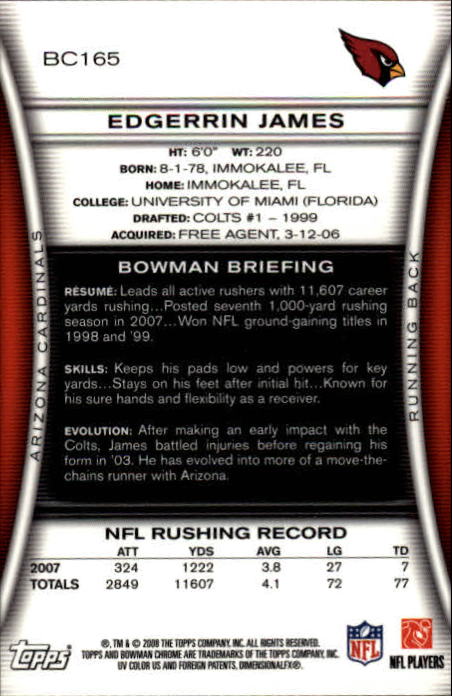 BC165
EDGERRIN JAMES
HT: 6'0" WT: 220
BORN: 8-1-78, IMMOKALEE, FL
HOME: IMMOKALEE, FL
COLLEGE: UNIVERSITY OF MIAMI (FLORIDA)
DRAFTED: COLTS #1 – 1999
ACQUIRED: FREE AGENT, 3-12-06
ARIZONA CARDINALS
RUNNING BACK
BOWMAN BRIEFING
RÉSUMÉ: Leads all active rushers with 11,607 career
yards rushing...Posted seventh 1,000-yard rushing
season in 2007...Won NFL ground-gaining titles in
1998 and '99.
SKILLS: Keeps his pads low and powers for key
yards...Stays on his feet after initial hit...Known for
his sure hands and flexibility as a receiver.
EVOLUTION: After making an early impact with the
Colts, James battled injuries before regaining his
form in '03. He has evolved into more of a move-the-
chains runner with Arizona.
NFL RUSHING RECORD
ATT YDS AVG LG TD
2007 324 1222 3.8 27 7
TOTALS 2849 11607 4.1 72 77
Topps
®, TM & © 2008 THE TOPPS COMPANY, INC. ALL RIGHTS RESERVED.
TOPPS AND BOWMAN CHROME ARE TRADEMARKS OF THE TOPPS COMPANY, INC.
UV COLOR US AND FOREIGN PATENTS. DIMENSIONALFX®.
NFL
NFL PLAYERS